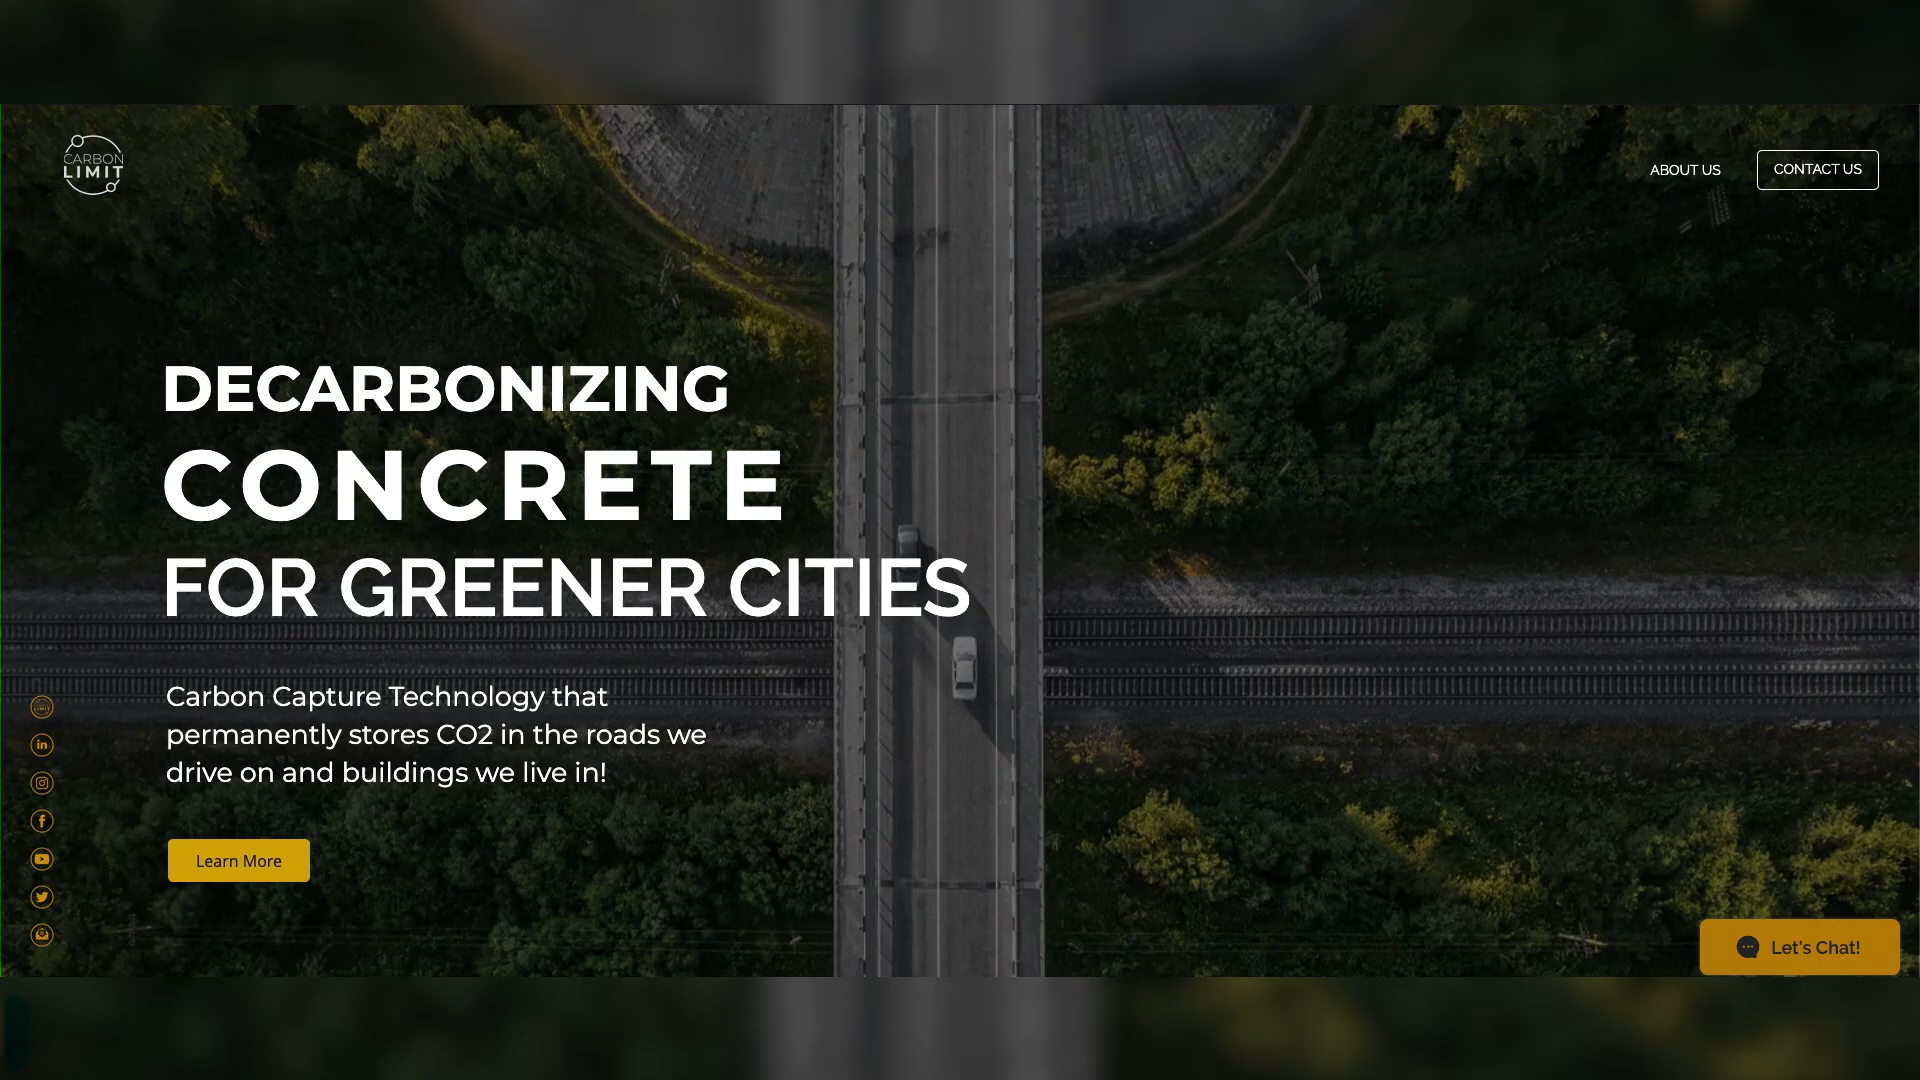 CARBON
LIMIT
ABOUT US
CONTACT US
DECARBONIZING
CONCRETE
FOR GREENER CITIES
Carbon Capture Technology that
permanently stores CO2 in the roads we
drive on and buildings we live in!
Learn More
Let's Chat!